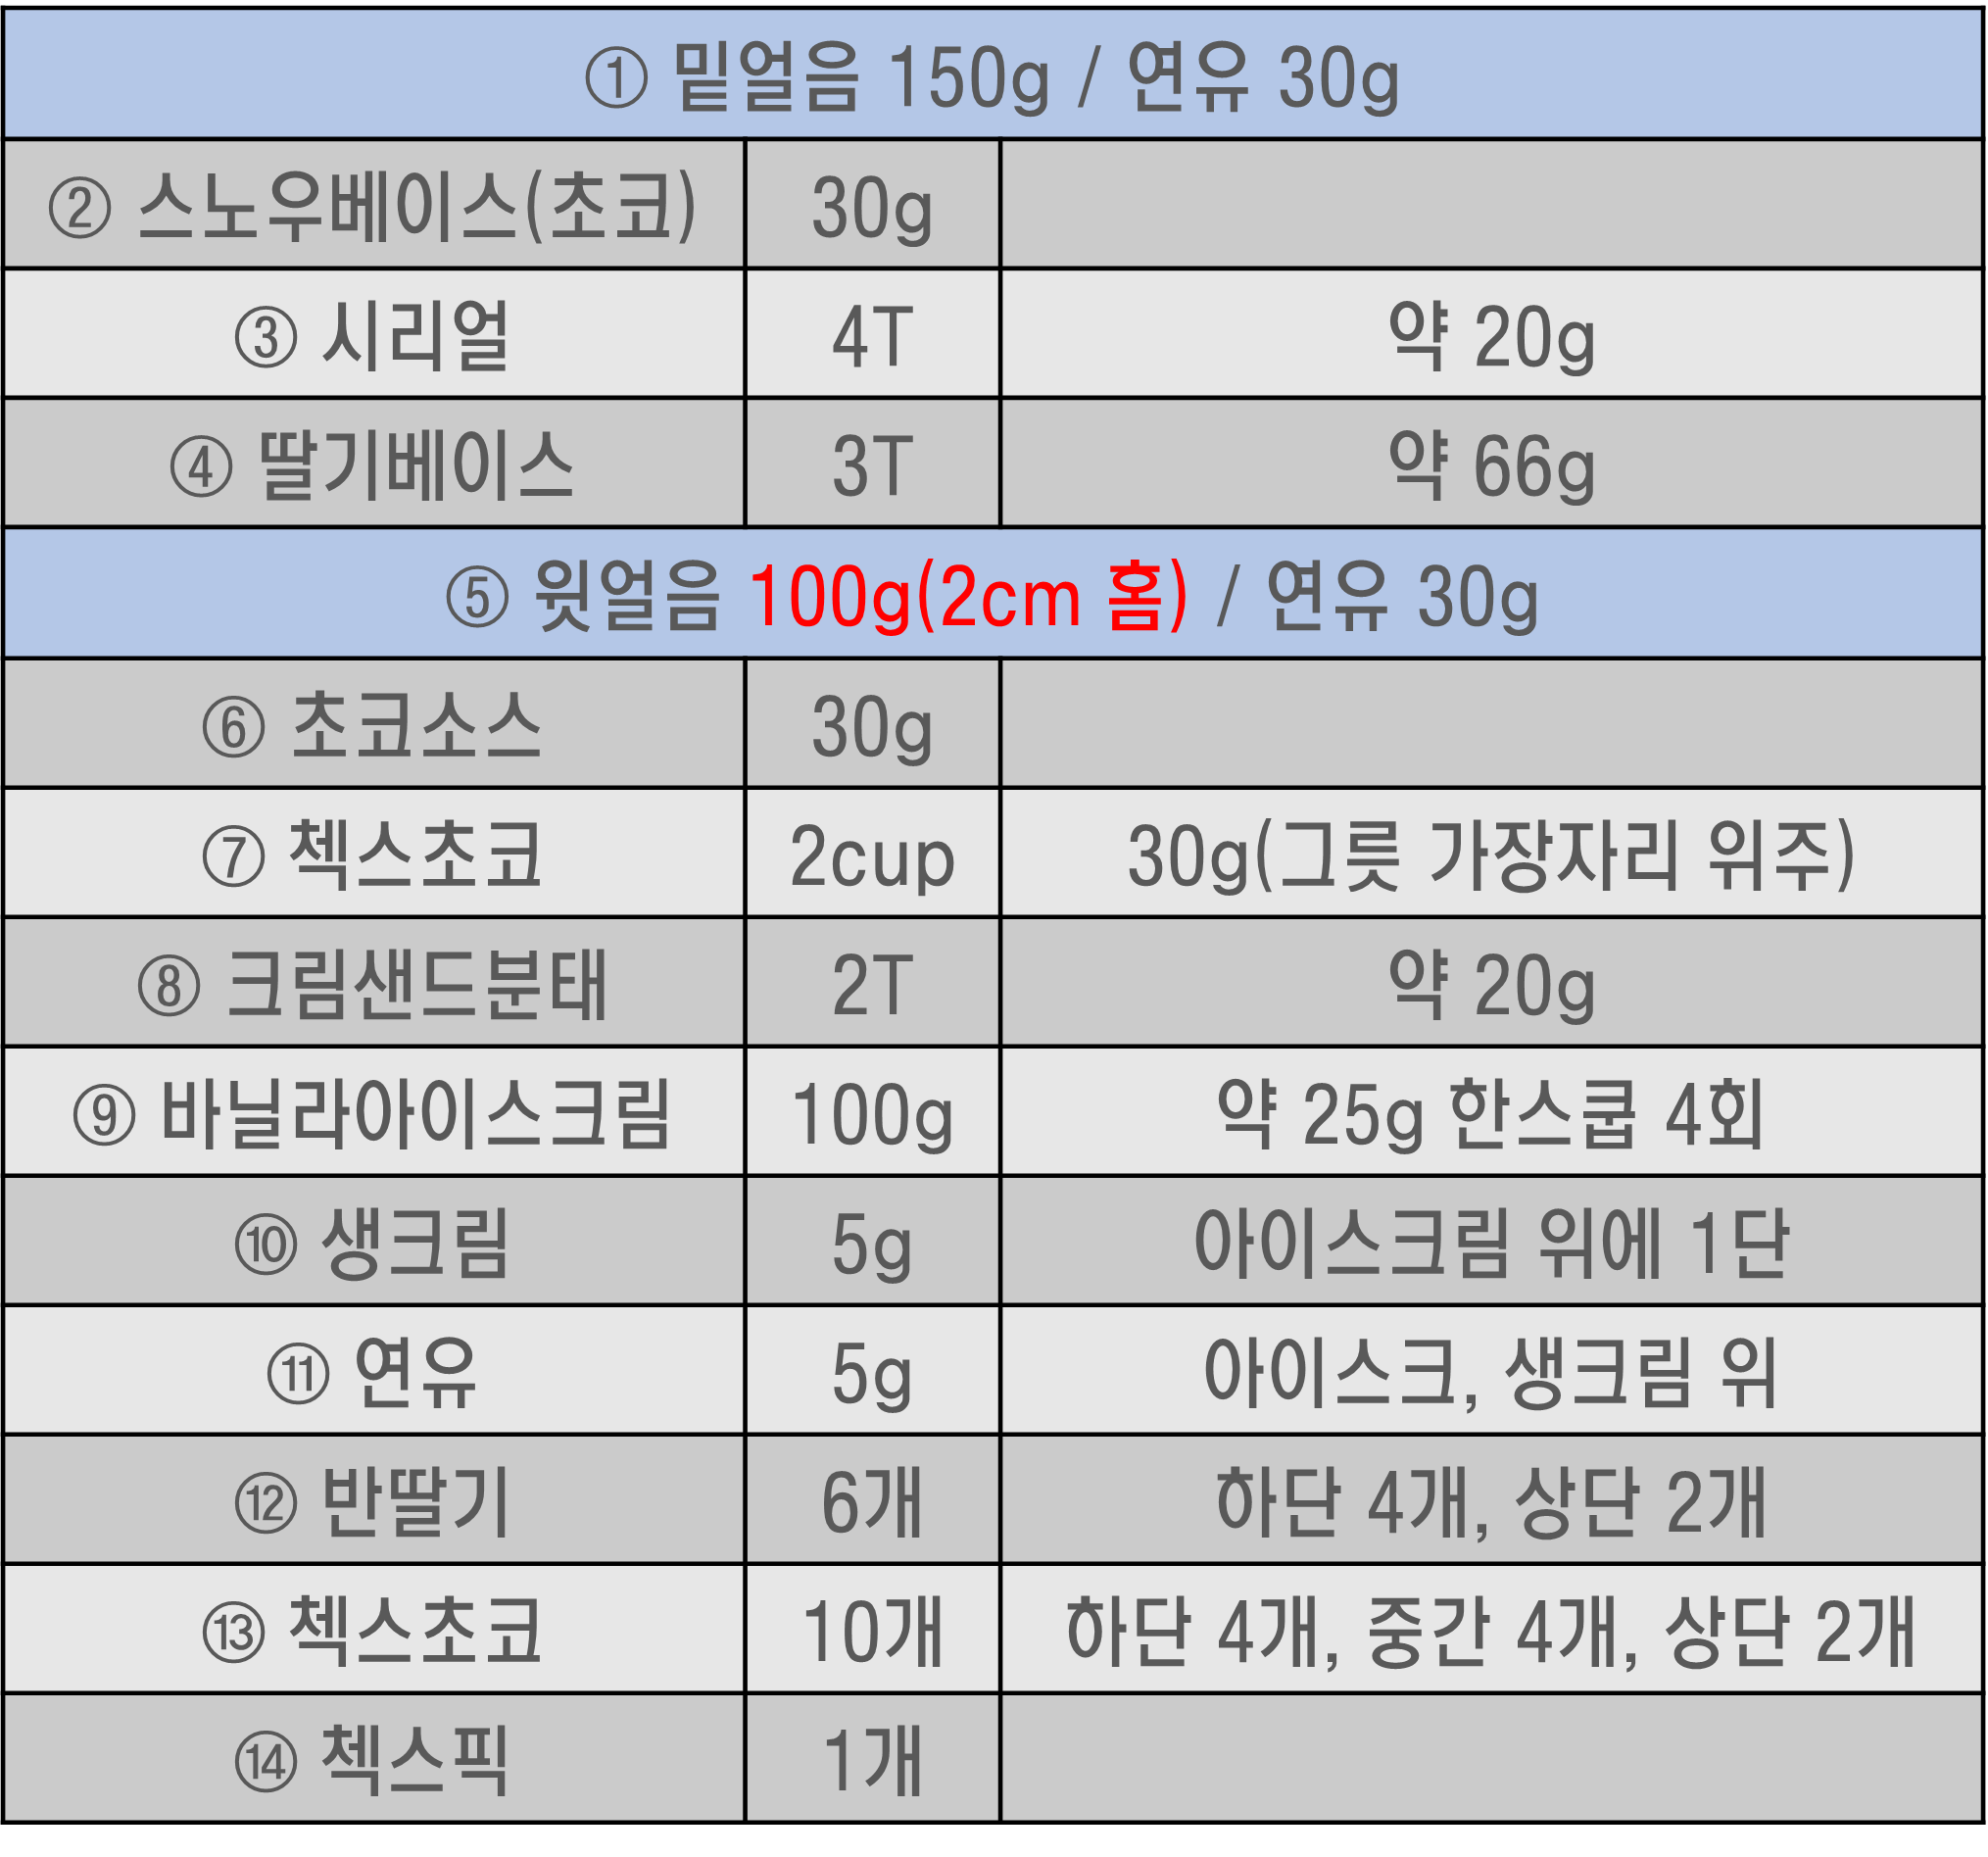 ① 밑얼음 150g / 연유 30g
② 스노우베이스(초코) 30g
③ 시리얼 4T 약 20g
④ 딸기베이스 3T 약 66g
⑤ 윗얼음 100g(2cm 홈) / 연유 30g
⑥ 초코소스 30g
⑦ 첵스초코 2cup 30g(그릇 가장자리 위주)
⑧ 크림샌드분태 2T 약 20g
⑨ 바닐라아이스크림 100g 약 25g 한스쿱 4회
⑩ 생크림 5g 아이스크림 위에 1단
⑪ 연유 5g 아이스크, 생크림 위
⑫ 반딸기 6개 하단 4개, 상단 2개
⑬ 첵스초코 10개 하단 4개, 중간 4개, 상단 2개
⑭ 첵스픽 1개